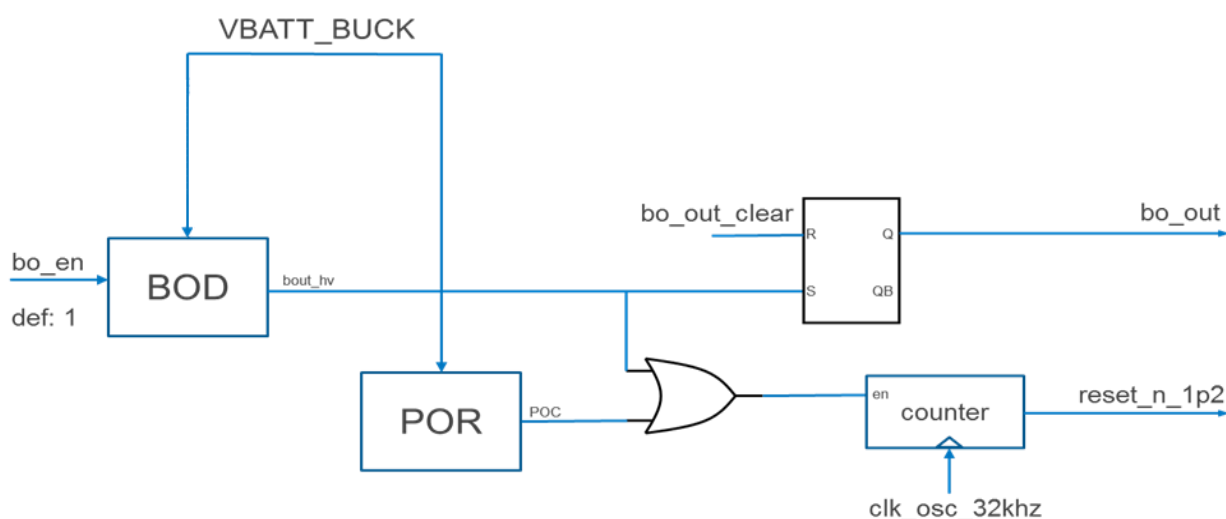 VBATT_BUCK
bo_out_clear
bo_out
R
Q
bo_en
BOD
bout_hv
S
QB
def: 1
POR
POC
en
counter
reset_n_1p2
clk_osc_32khz